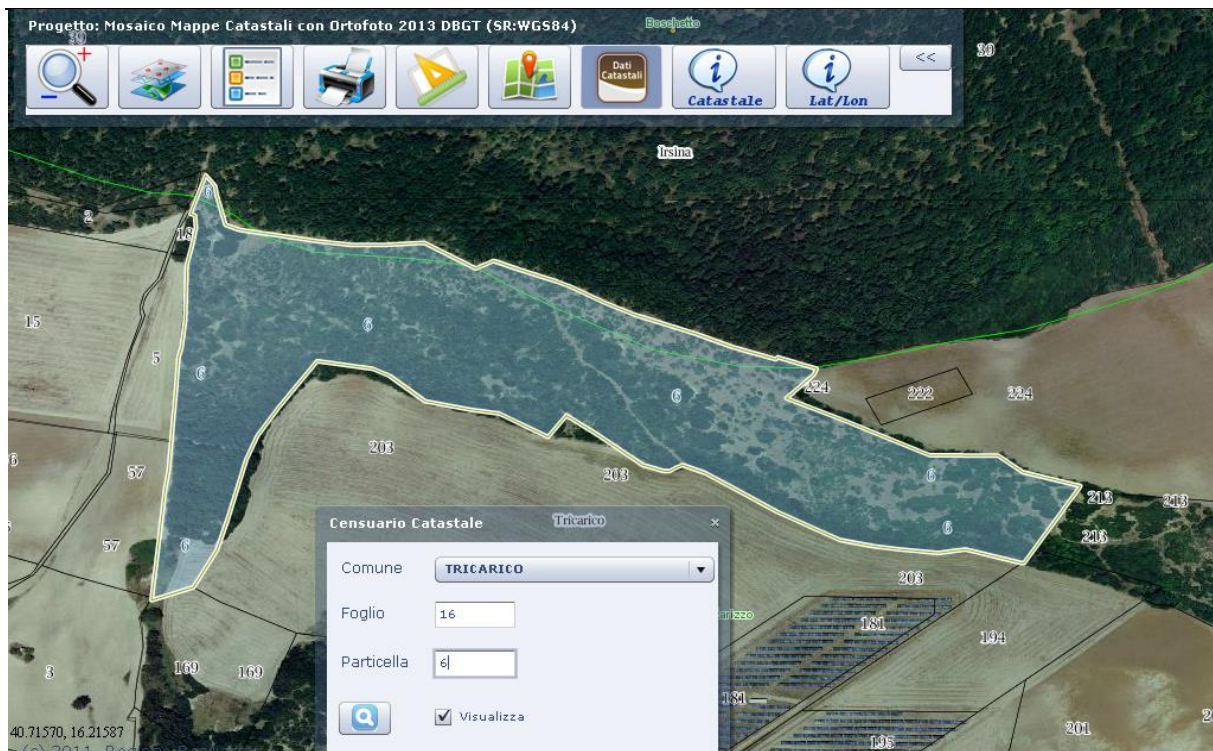 Progetto: Mosaico Mappe Catastali con Ortofoto 2013 DBGT (SR:WGS84)
Boschetto
39
30
Dati
Catastali
Catastale
Lat/Lon
<<
Irsina
6
2
18
15
5
6
6
6
224
222
224
57
203
203
6
213
213
213
6
57
6
203
Censuario Catastale
Tricarico
×
Comune
TRICARICO
Foglio
16
Particella
6
Visualizza
181
194
3
169
169
181
195
201
2
40.71570, 16.21587